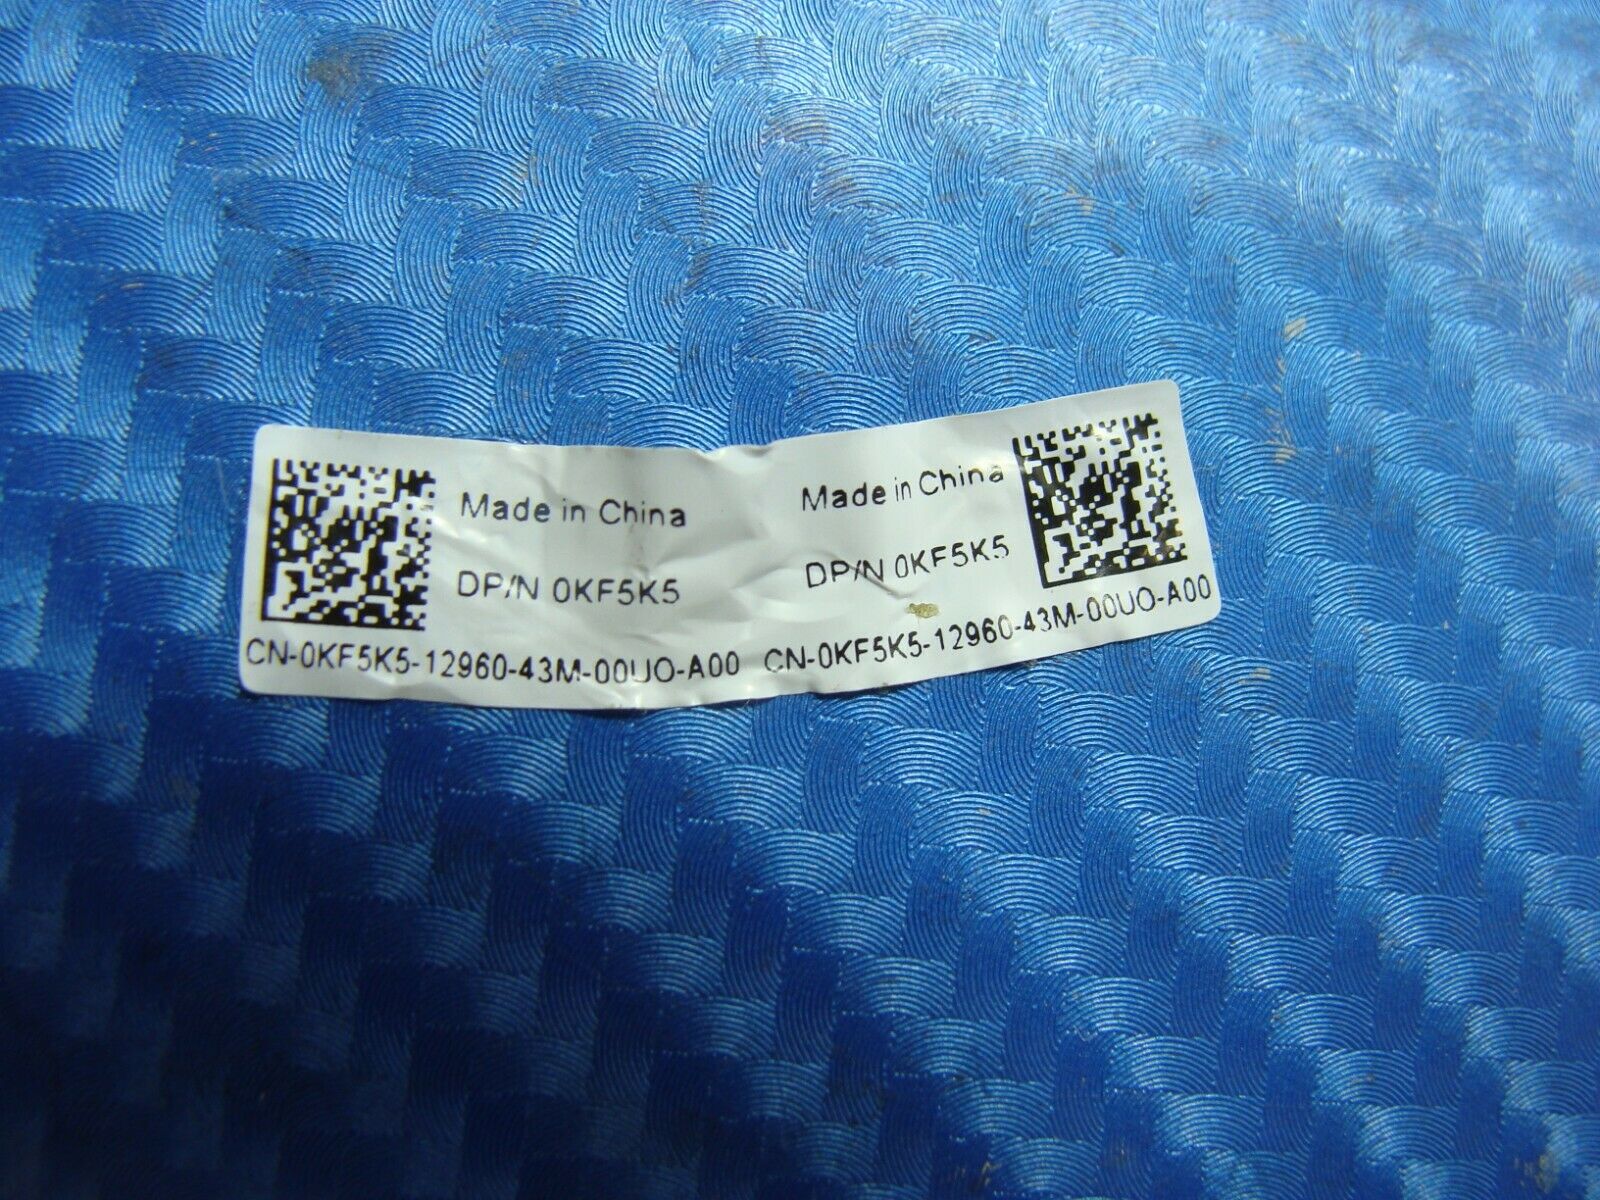 Made in China
DP/N 0KF5K5
CN-0KF5K5-12960-43M-00UO-A00
Made in China
DP/N 0KF5K5
CN-0KF5K5-12960-43M-00UO-A00